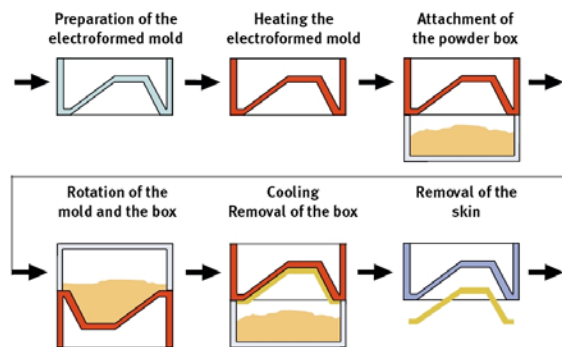 Preparation of the
electroformed mold
Heating the
electroformed mold
Attachment of
the powder box
Rotation of the
mold and the box
Cooling
Removal of the box
Removal of the
skin